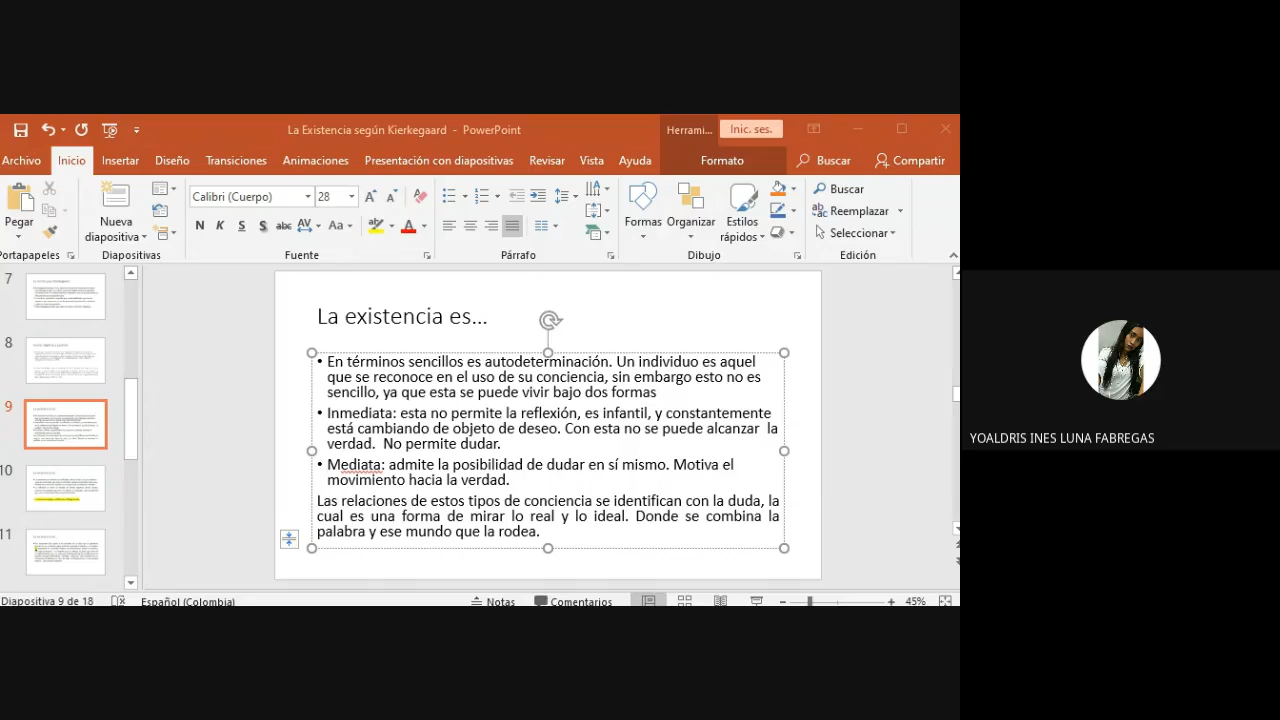 La Existencia según Kierkegaard - PowerPoint
Herrami...
Inic. ses.
Archivo Inicio Insertar Diseño Transiciones Animaciones Presentación con diapositivas Revisar Vista Ayuda Formato Buscar Compartir
Pegar
Nueva
diapositiva
Calibri (Cuerpo) 28
N K S S abc AV Aa aby A
Formas Organizar Estilos
rápidos
Buscar
Reemplazar
Seleccionar
Portapapeles Diapositivas Fuente Párrafo Dibujo Edición
7
8
9
10
11
La existencia es...
• En términos sencillos es autodeterminación. Un individuo es aquel
que se reconoce en el uso de su conciencia, sin embargo esto no es
sencillo, ya que esta se puede vivir bajo dos formas
• Inmediata: esta no permite la reflexión, es infantil, y constantemente
está cambiando de objeto de deseo. Con esta no se puede alcanzar la
verdad. No permite dudar.
• Mediata: admite la posibilidad de dudar en sí mismo. Motiva el
movimiento hacia la verdad.
Las relaciones de estos tipos de conciencia se identifican con la duda, la
cual es una forma de mirar lo real y lo ideal. Donde se combina la
palabra y ese mundo que la rodea.
Diapositiva 9 de 18 Español (Colombia) Notas Comentarios 45%
YOALDRIS INES LUNA FABREGAS